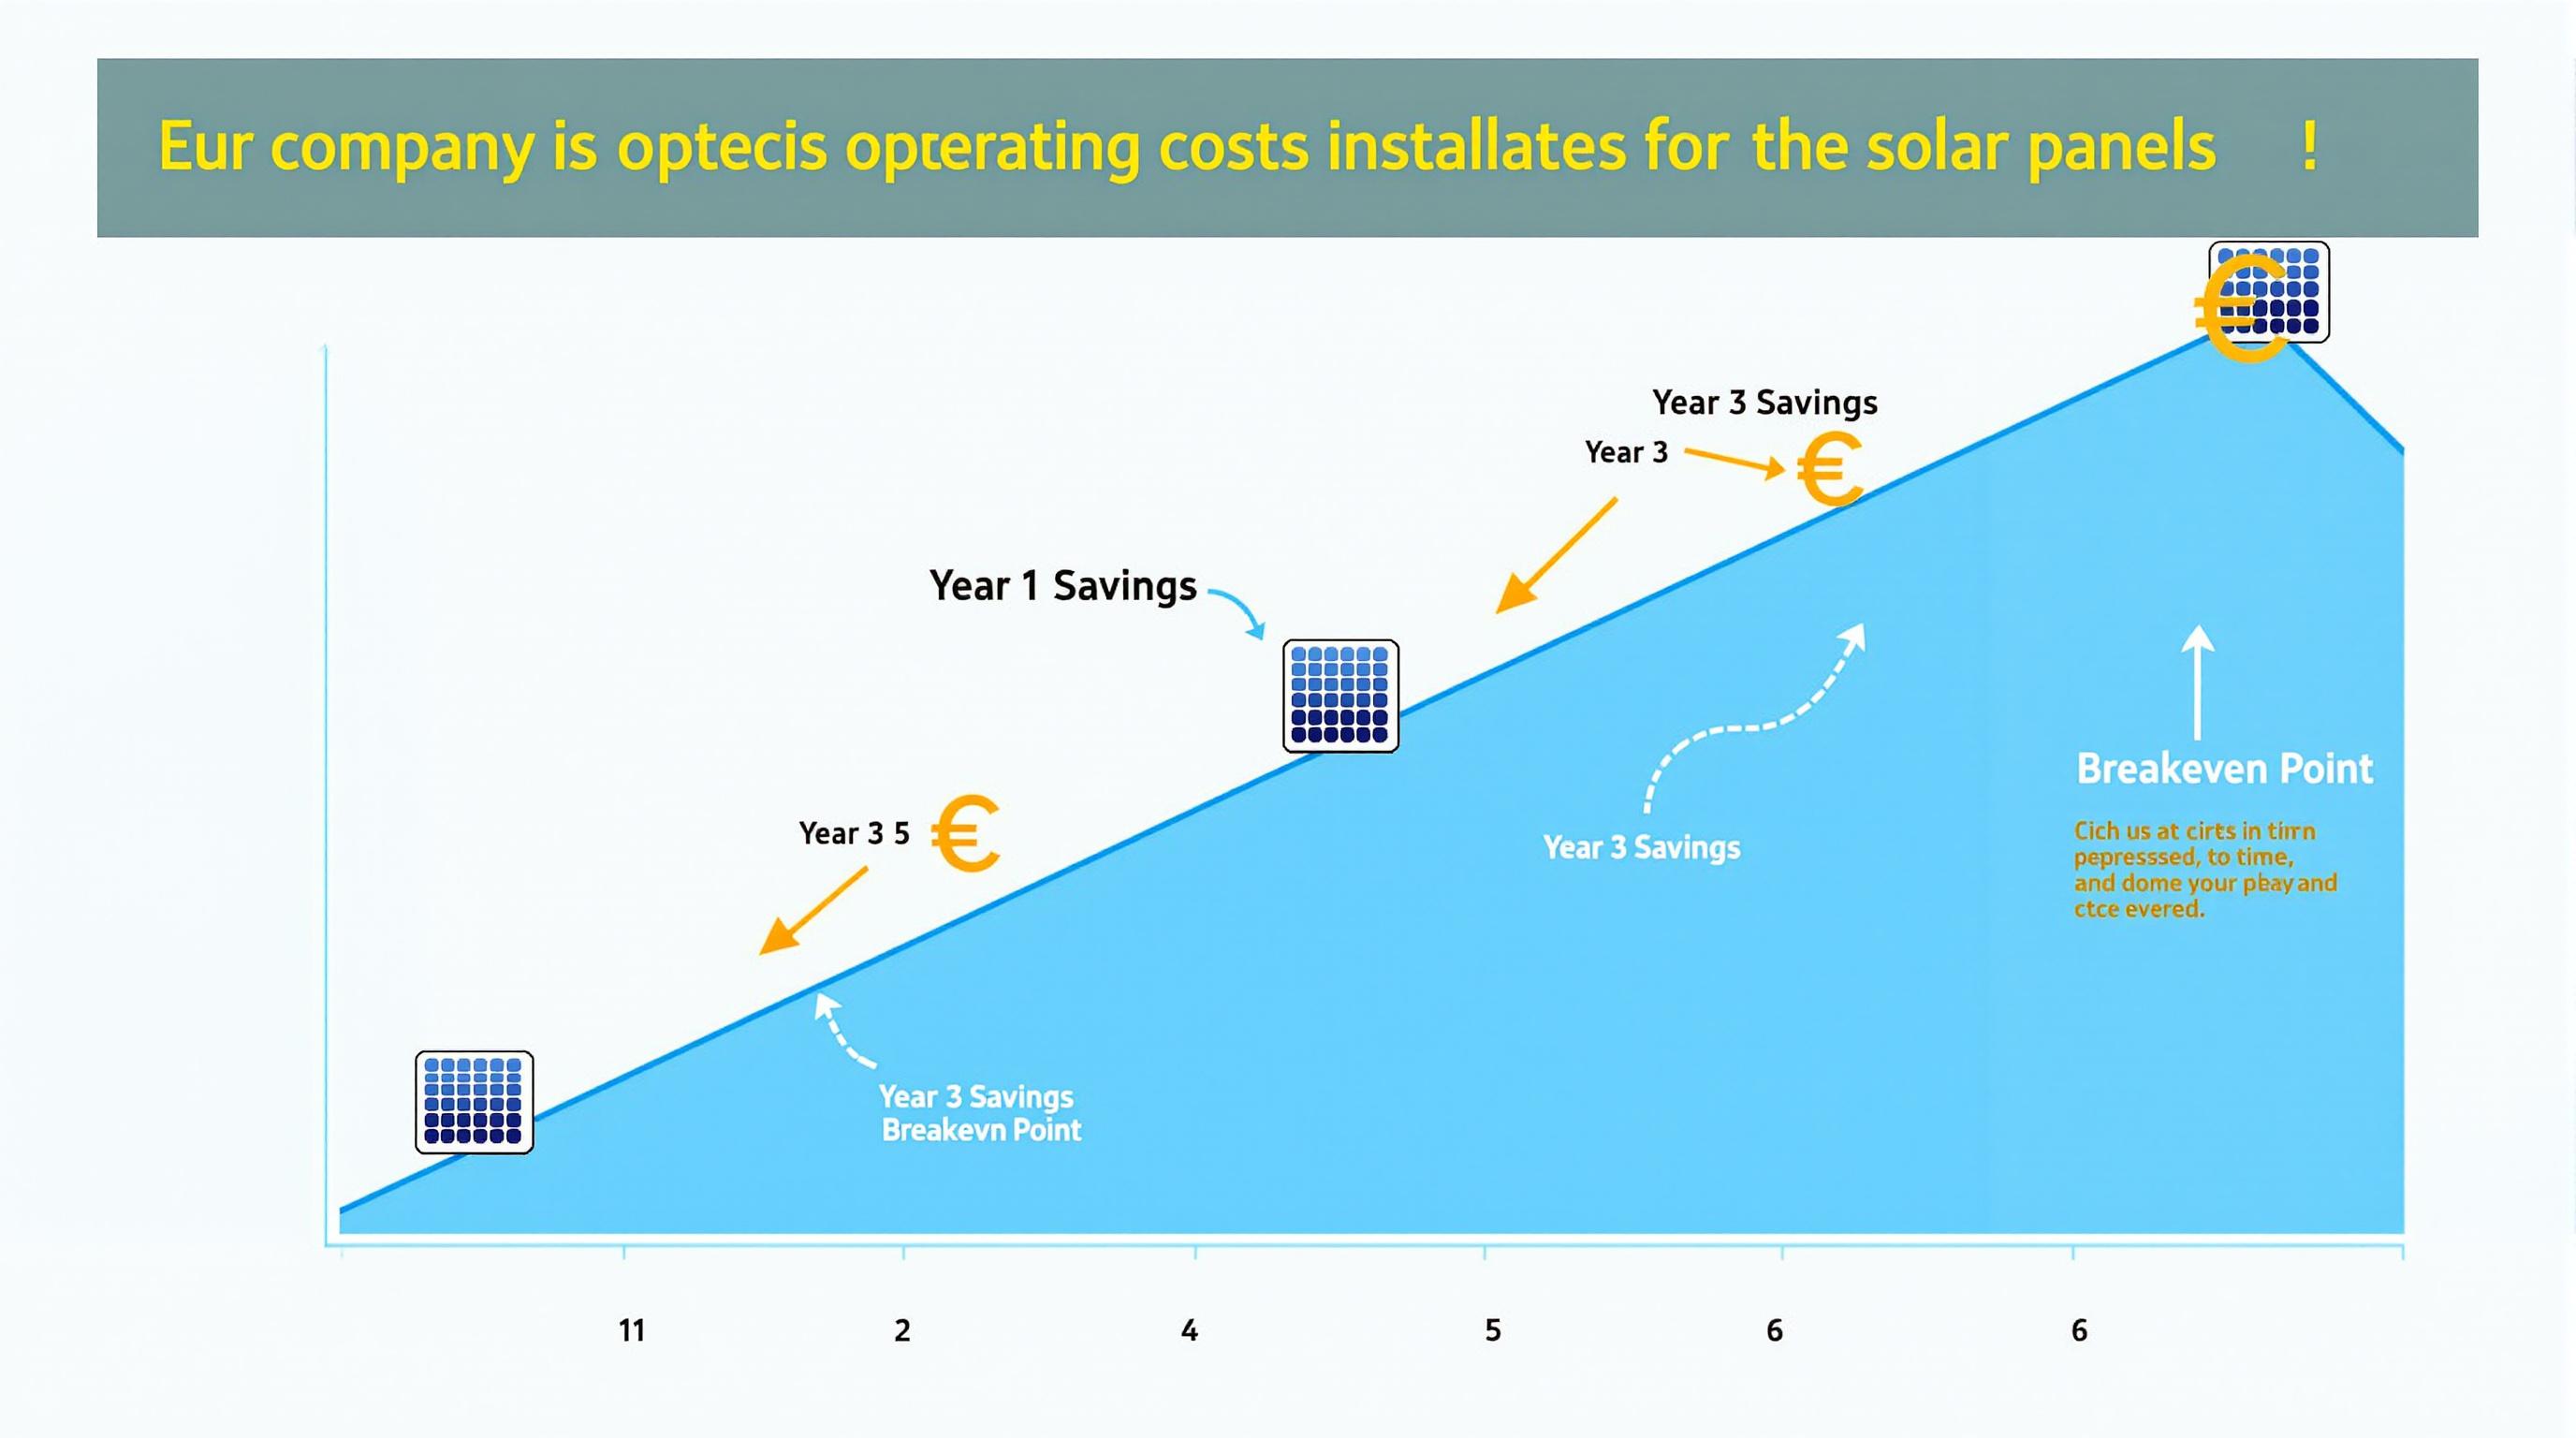 Eur company is optecis opterating costs installates for the solar panels !
Year 3 Savings
Year 3 €
Year 1 Savings
Year 3 5 €
Breakeven Point
Year 3 Savings
Cich us at cirts in tirn
pepresssed, to time,
and dome your pbay and
ctce evered.
Year 3 Savings
Breakevn Point
11 2 4 5 6 6
€